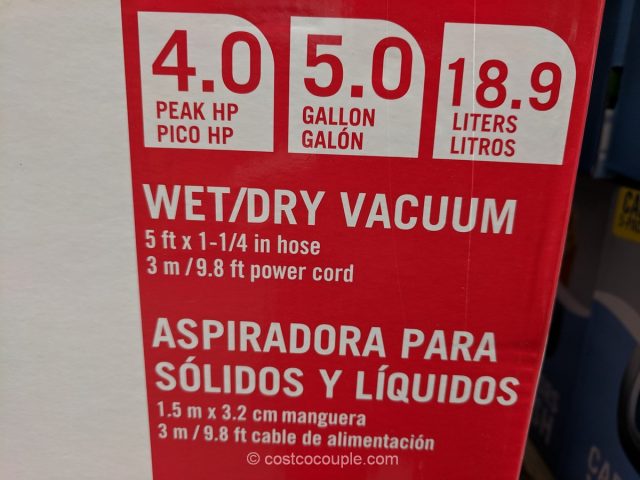 4.0
PEAK HP
PICO HP
5.0
GALLON
GALÓN
18.9
LITERS
LITROS
WET/DRY VACUUM
5 ft x 1-1/4 in hose
3 m / 9.8 ft power cord
ASPIRADORA PARA
SÓLIDOS Y LÍQUIDOS
1.5 m x 3.2 cm manguera
3 m / 9.8 ft cable de alimentación
© costcocouple.com